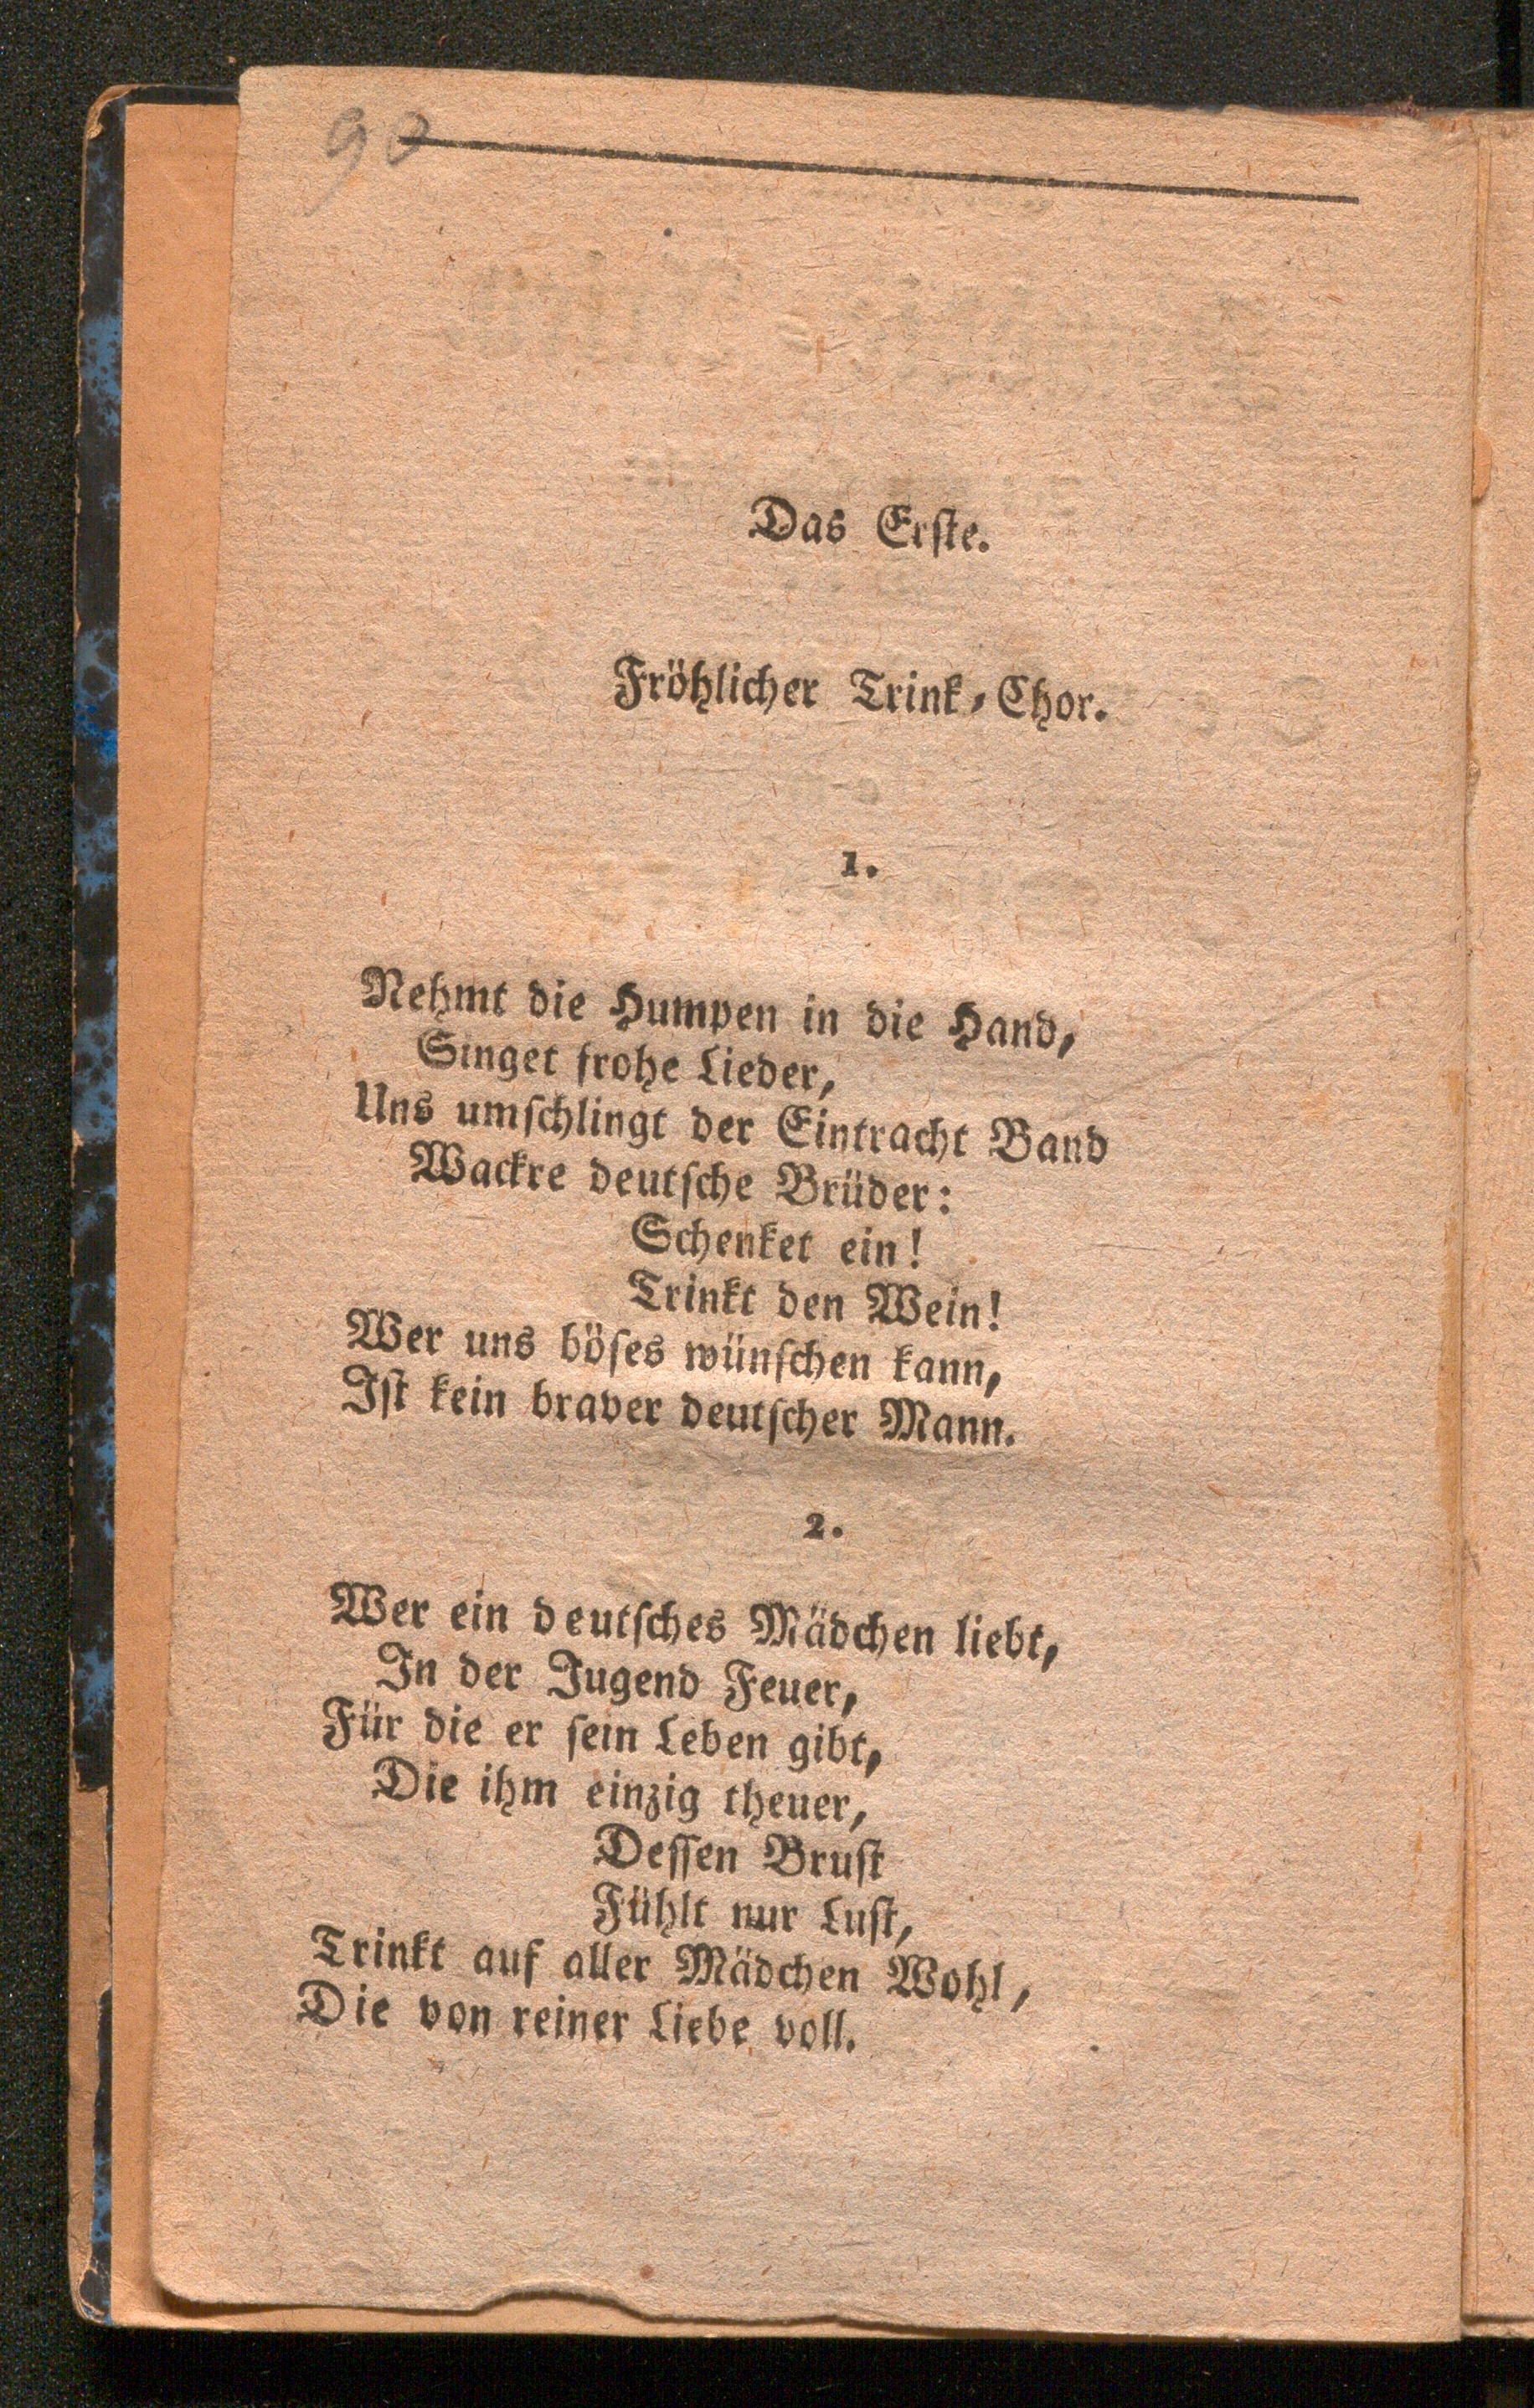 90
Das Erſte.
Fröhlicher Trink-Chor.
1.
Nehmt die Humpen in die Hand,
Singet frohe Lieder,
Uns umſchlingt der Eintracht Band
Wackre deutſche Brüder:
Schenket ein!
Trinkt den Wein!
Wer uns böſes wünſchen kann,
Iſt kein braver deutſcher Mann.
2.
Wer ein deutſches Mädchen liebt,
In der Jugend Feuer,
Für die er ſein Leben gibt,
Die ihm einzig theuer,
Deſſen Bruſt
Fühlt nur Luſt,
Trinkt auf aller Mädchen Wohl,
Die von reiner Liebe voll.